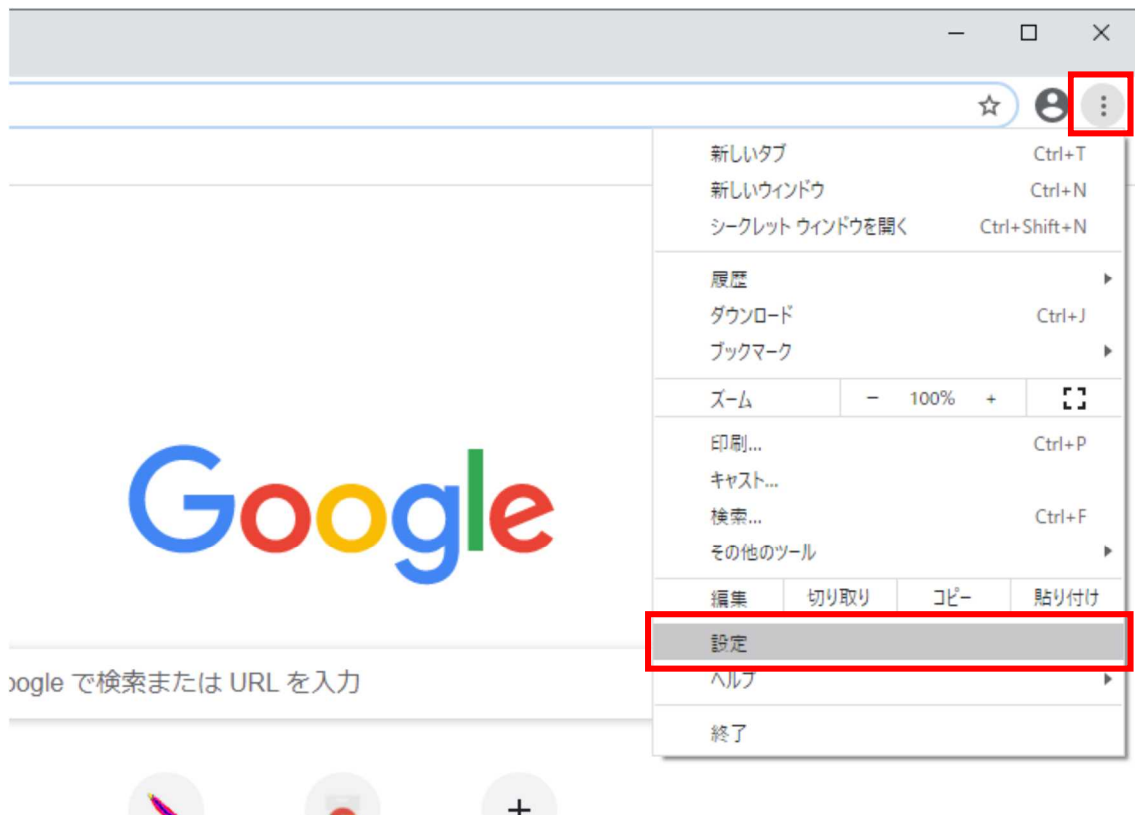 新しいタブ Ctrl+T
新しいウィンドウ Ctrl+N
シークレット ウィンドウを開く Ctrl+Shift+N
履歴
ダウンロード Ctrl+J
ブックマーク
ズーム － 100% +
印刷... Ctrl+P
キャスト...
検索... Ctrl+F
その他のツール
編集 切り取り コピー 貼り付け
設定
ヘルプ
終了
Google
oogle で検索または URL を入力